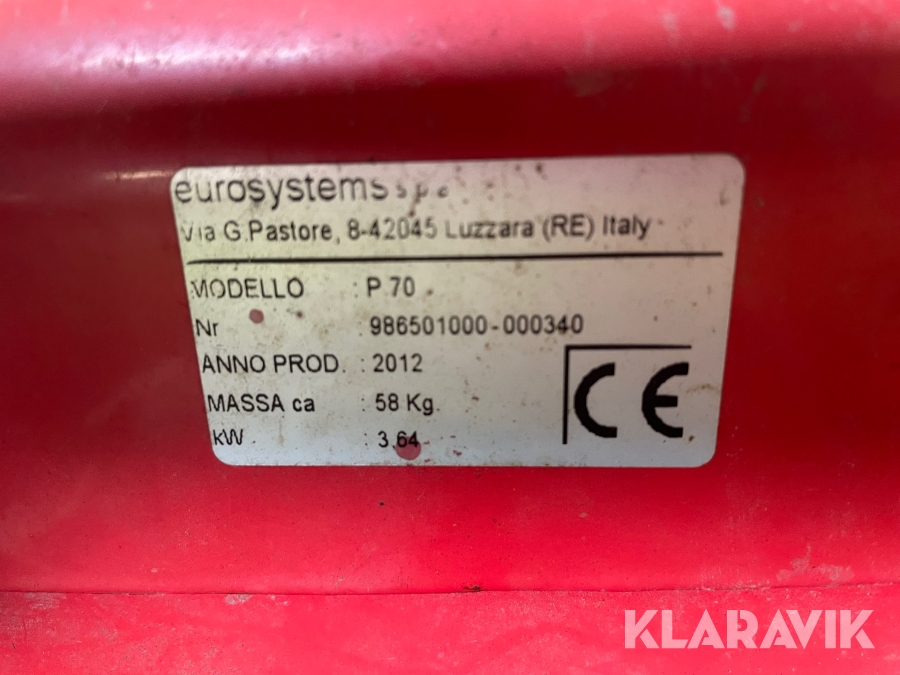 eurosystems s.p.a
Via G.Pastore, 8-42045 Luzzara (RE) Italy
MODELLO : P 70
Nr : 986501000-000340
ANNO PROD. : 2012
MASSA ca : 58 Kg.
kW : 3,64
CE
KLARAVIK